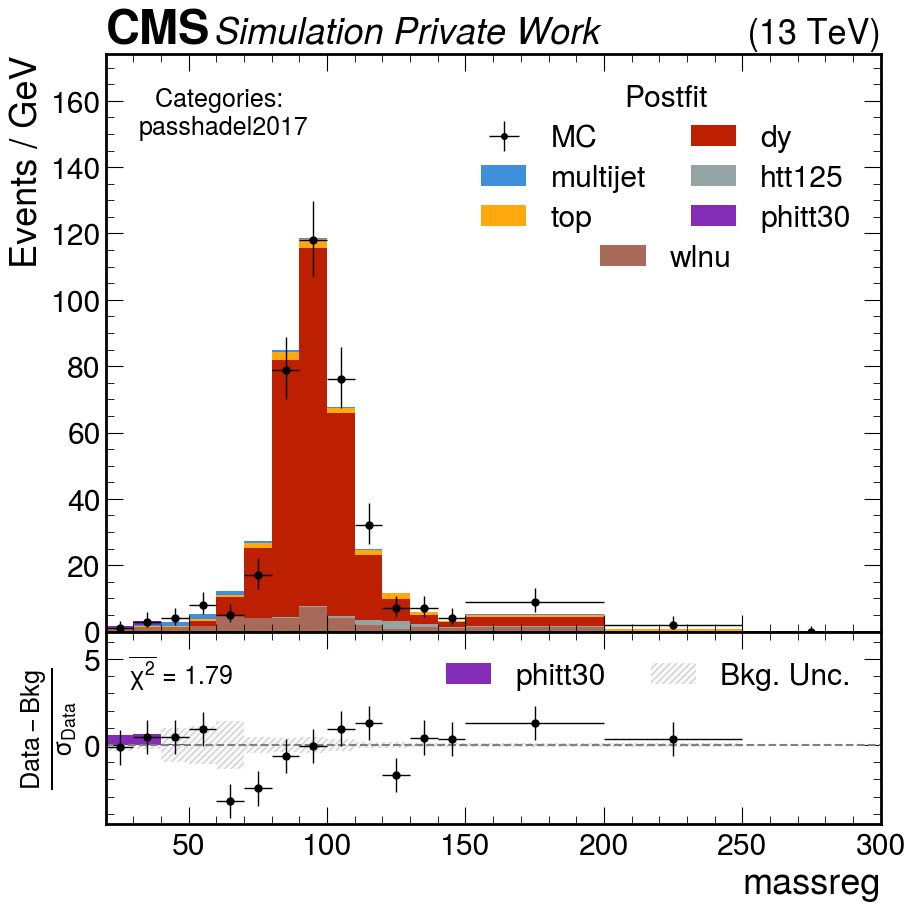 CMS Simulation Private Work (13 TeV)
Events / GeV
Categories:
passhadel2017
Postfit
MC dy
multijet htt125
top phitt30
wlnu
160
140
120
100
80
60
40
20
0
χ² = 1.79
phitt30 Bkg. Unc.
Data – Bkg
σData
5
0
50 100 150 200 250 300
massreg